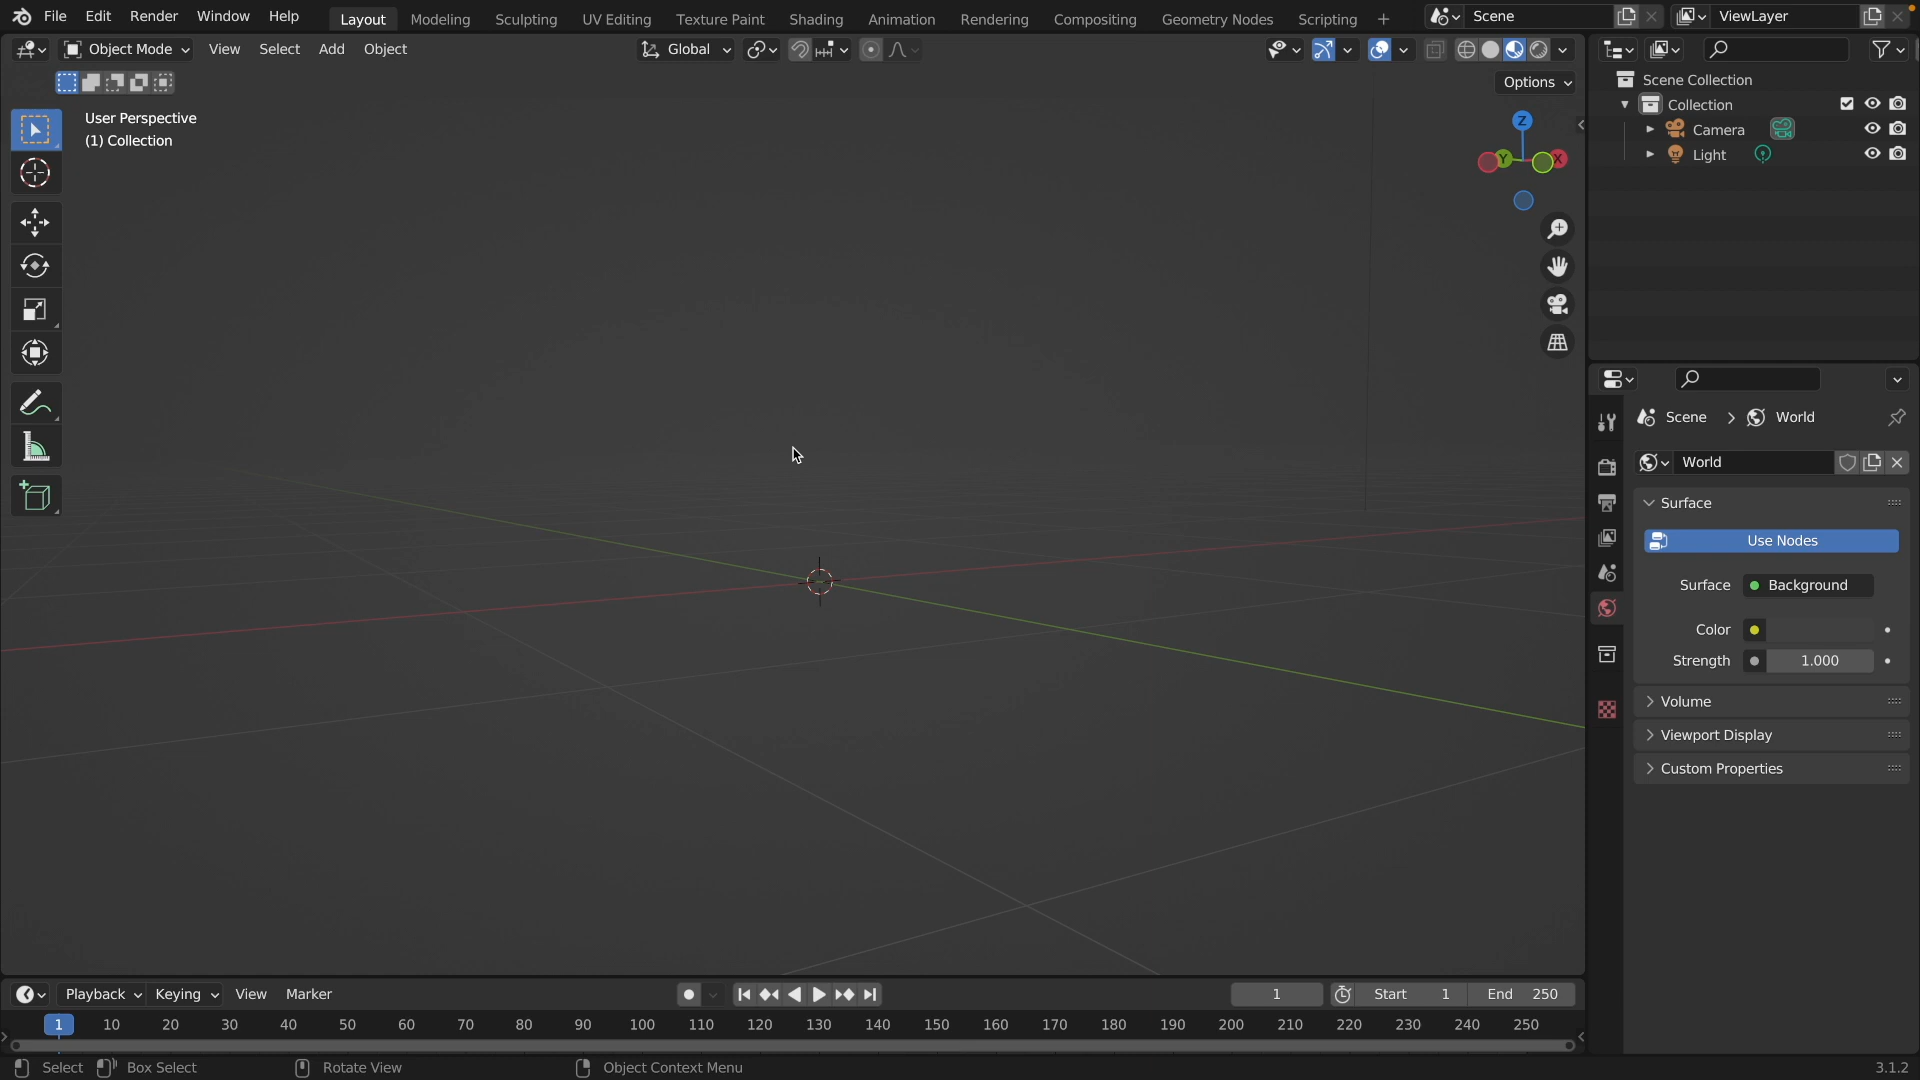 File Edit Render Window Help Layout Modeling Sculpting UV Editing Texture Paint Shading Animation Rendering Compositing Geometry Nodes Scripting + Scene ViewLayer
Object Mode View Select Add Object Global
Options
User Perspective
(1) Collection
Z
Y X
Scene Collection
Collection
Camera
Light
Scene World
World
Surface
Use Nodes
Surface Background
Color
Strength 1.000
Volume
Viewport Display
Custom Properties
Playback Keying View Marker 1 Start 1 End 250
1 10 20 30 40 50 60 70 80 90 100 110 120 130 140 150 160 170 180 190 200 210 220 230 240 250
Select Box Select Rotate View Object Context Menu 3.1.2